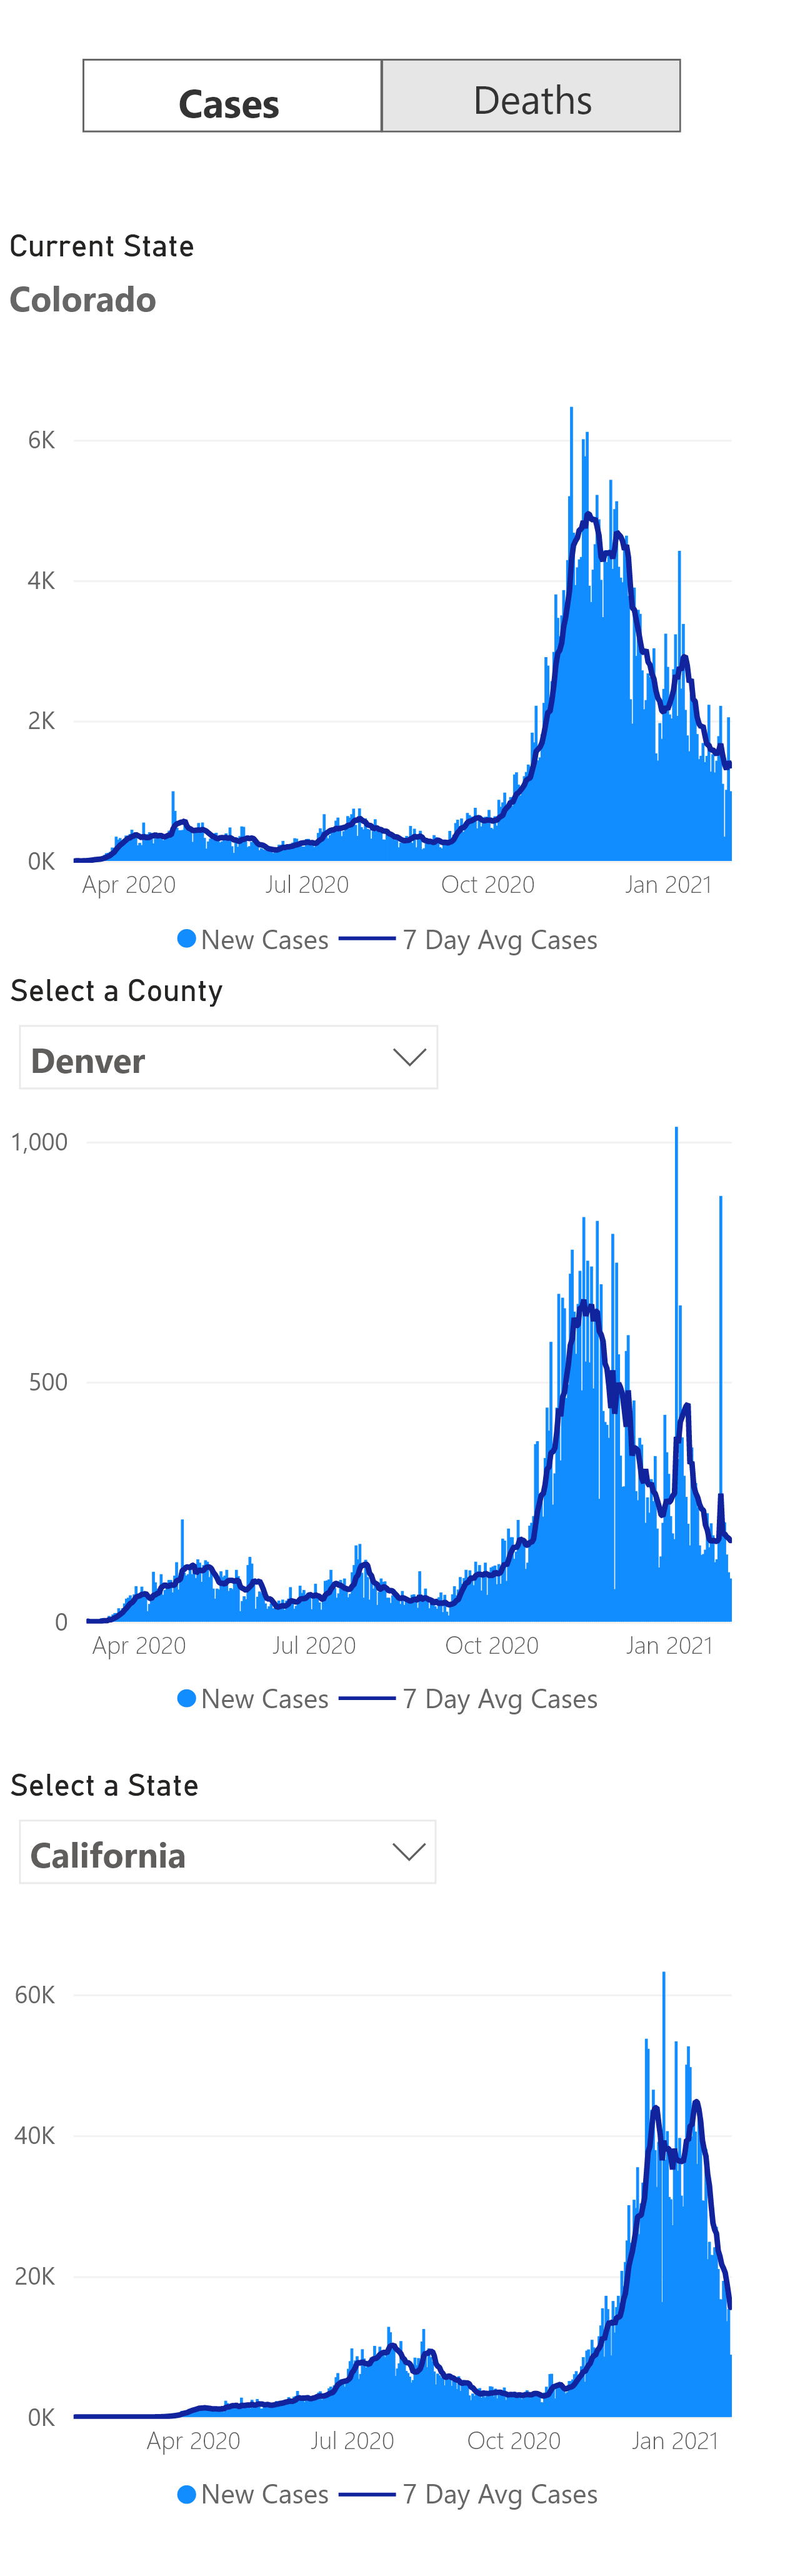 Cases Deaths
Current State
Colorado
6K
4K
2K
0K
Apr 2020 Jul 2020 Oct 2020 Jan 2021
New Cases 7 Day Avg Cases
Select a County
Denver
1,000
500
0
Apr 2020 Jul 2020 Oct 2020 Jan 2021
New Cases 7 Day Avg Cases
Select a State
California
60K
40K
20K
0K
Apr 2020 Jul 2020 Oct 2020 Jan 2021
New Cases 7 Day Avg Cases